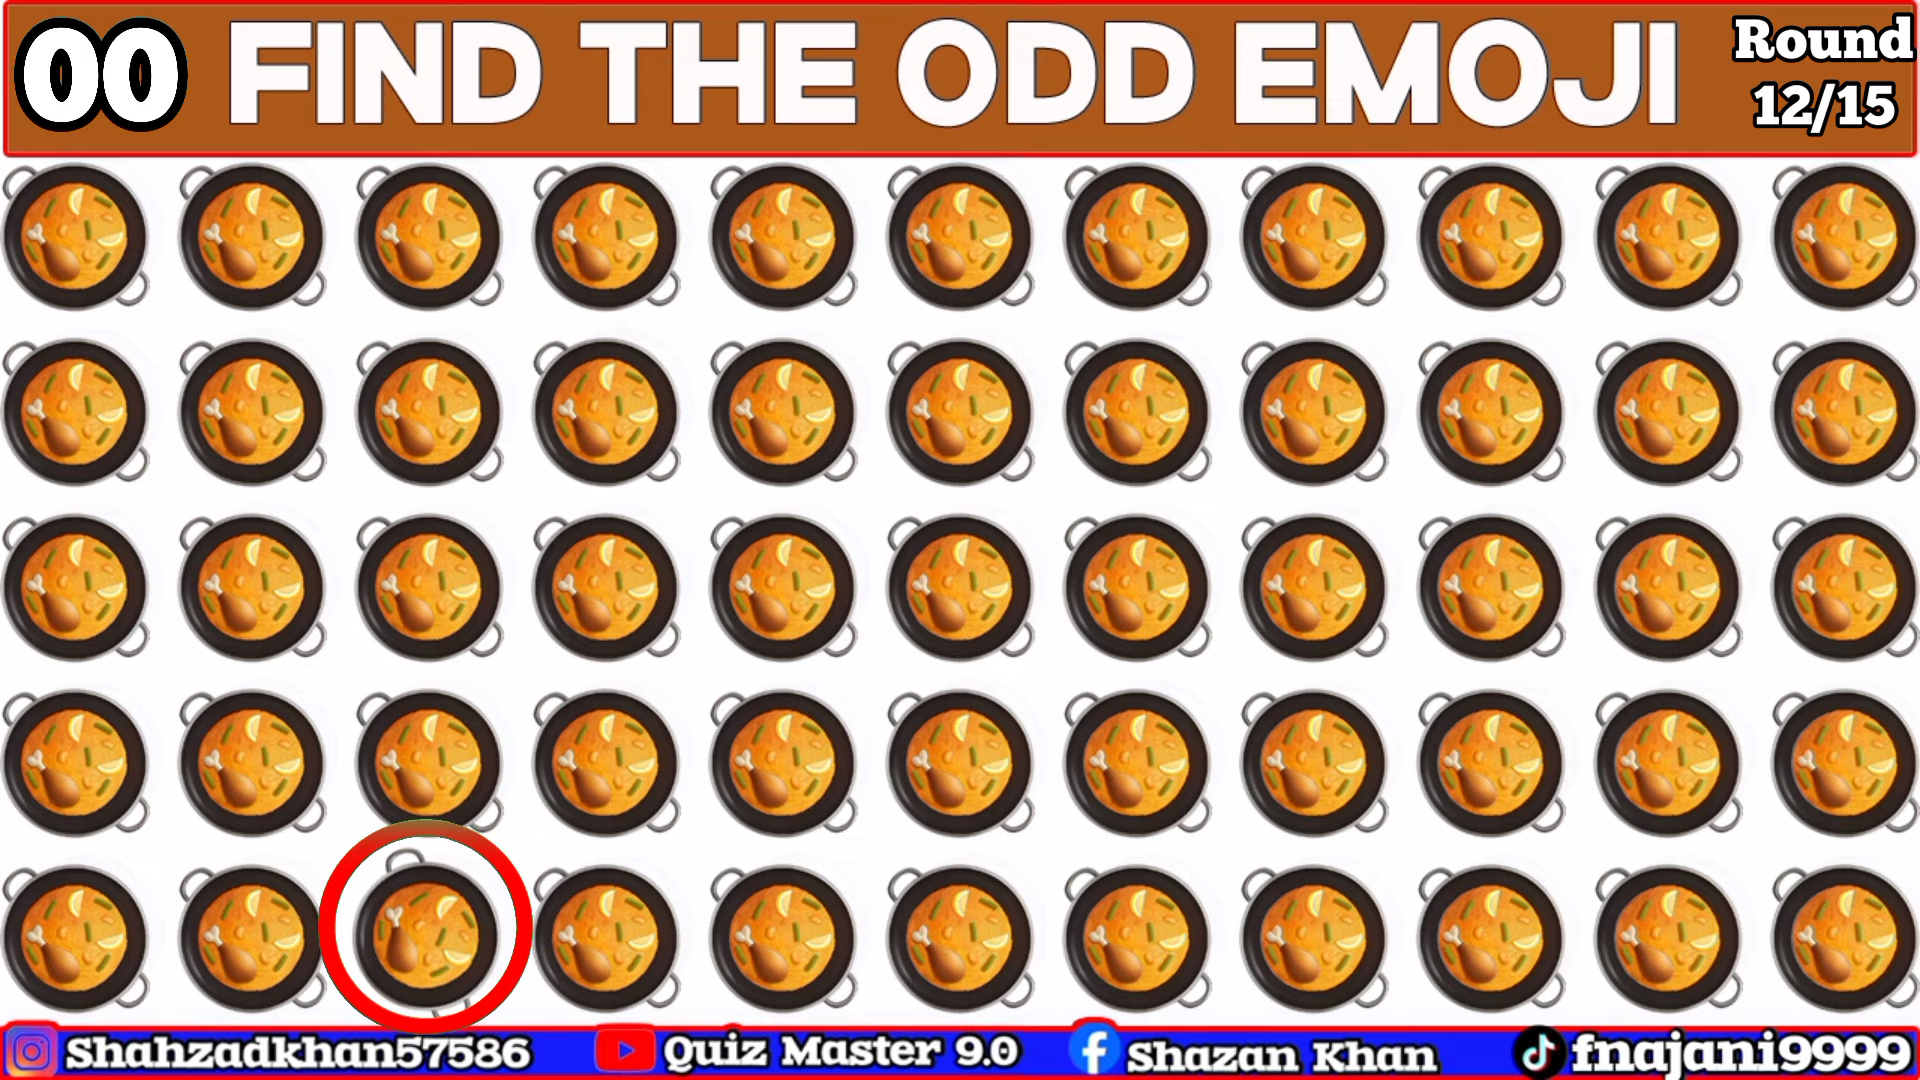 00 FIND THE ODD EMOJI Round
12/15
Shahzadkhan57586 Quiz Master 9.0 Shazan Khan fnajani9999